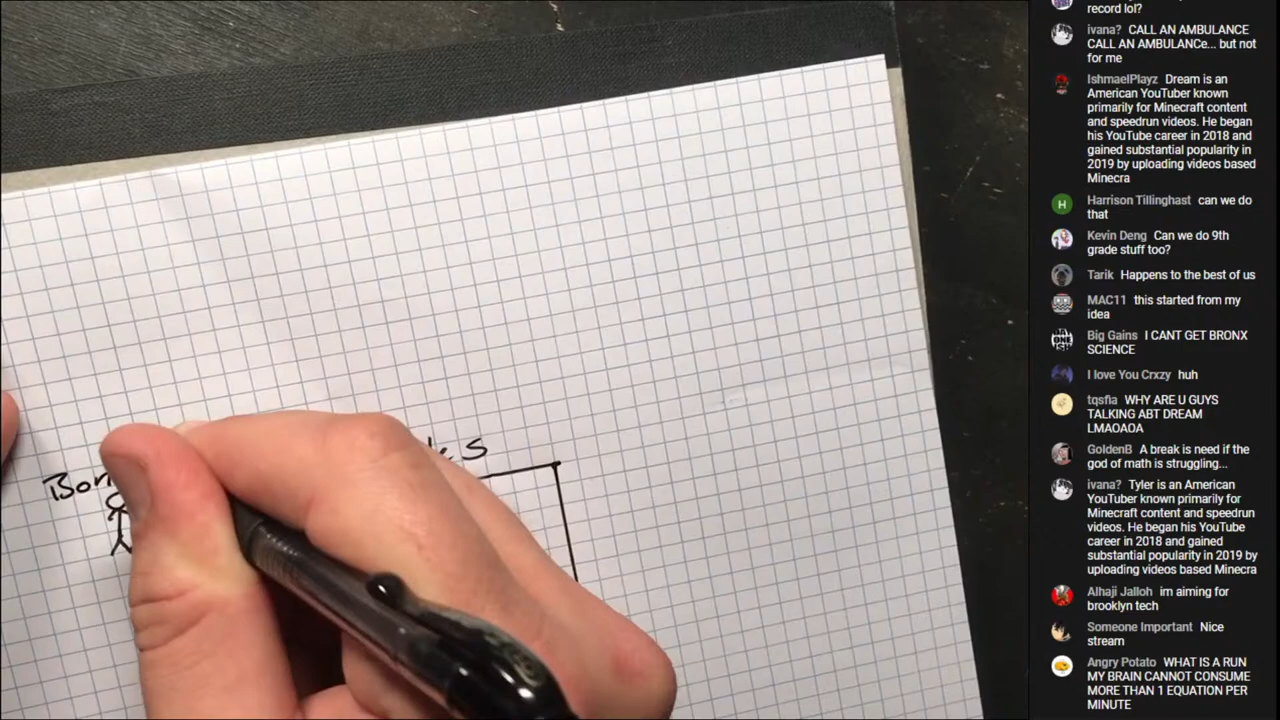 record lol?
ivana? CALL AN AMBULANCE
CALL AN AMBULANCe... but not
for me
IshmaelPlayz Dream is an
American YouTuber known
primarily for Minecraft content
and speedrun videos. He began
his YouTube career in 2018 and
gained substantial popularity in
2019 by uploading videos based
Minecra
H
Harrison Tillinghast can we do
that
Kevin Deng Can we do 9th
grade stuff too?
Tarik Happens to the best of us
MAC11 this started from my
idea
Big Gains I CANT GET BRONX
SCIENCE
I love You Crxzy huh
tqsfia WHY ARE U GUYS
TALKING ABT DREAM
LMAOAOA
GoldenB A break is need if the
god of math is struggling...
ivana? Tyler is an American
YouTuber known primarily for
Minecraft content and speedrun
videos. He began his YouTube
career in 2018 and gained
substantial popularity in 2019 by
uploading videos based Minecra
Alhaji Jalloh im aiming for
brooklyn tech
Someone Important Nice
stream
Angry Potato WHAT IS A RUN
MY BRAIN CANNOT CONSUME
MORE THAN 1 EQUATION PER
MINUTE